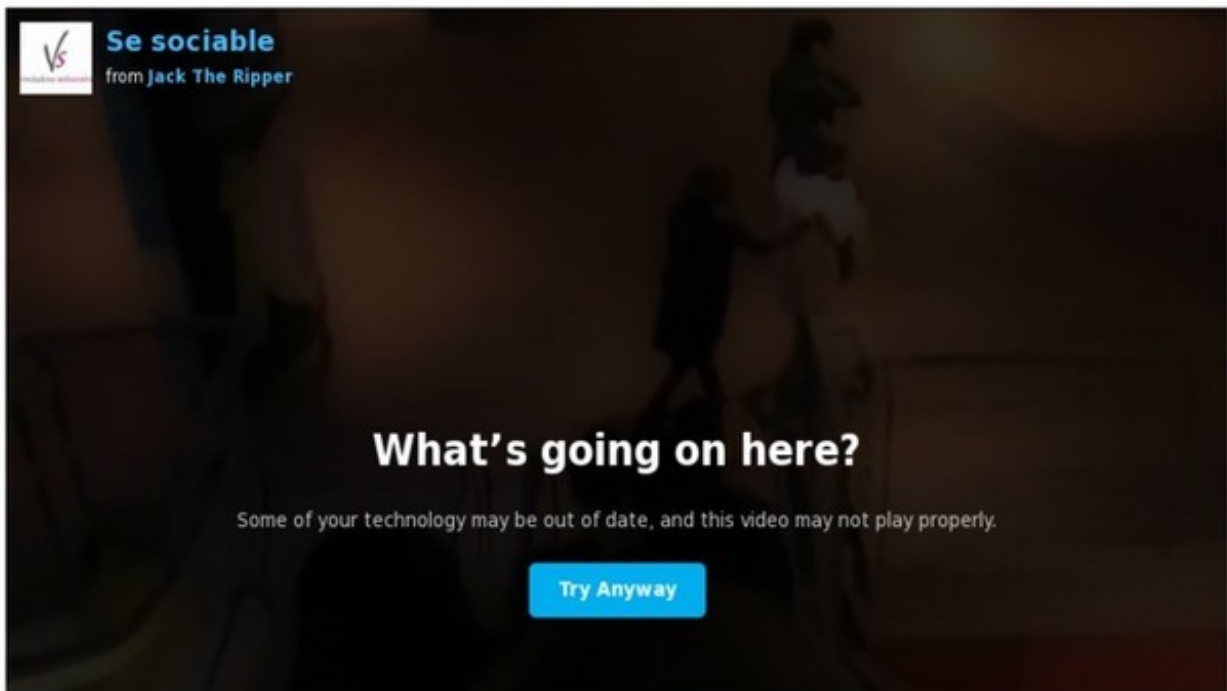 Vs
Se sociable
from Jack The Ripper
What’s going on here?
Some of your technology may be out of date, and this video may not play properly.
Try Anyway